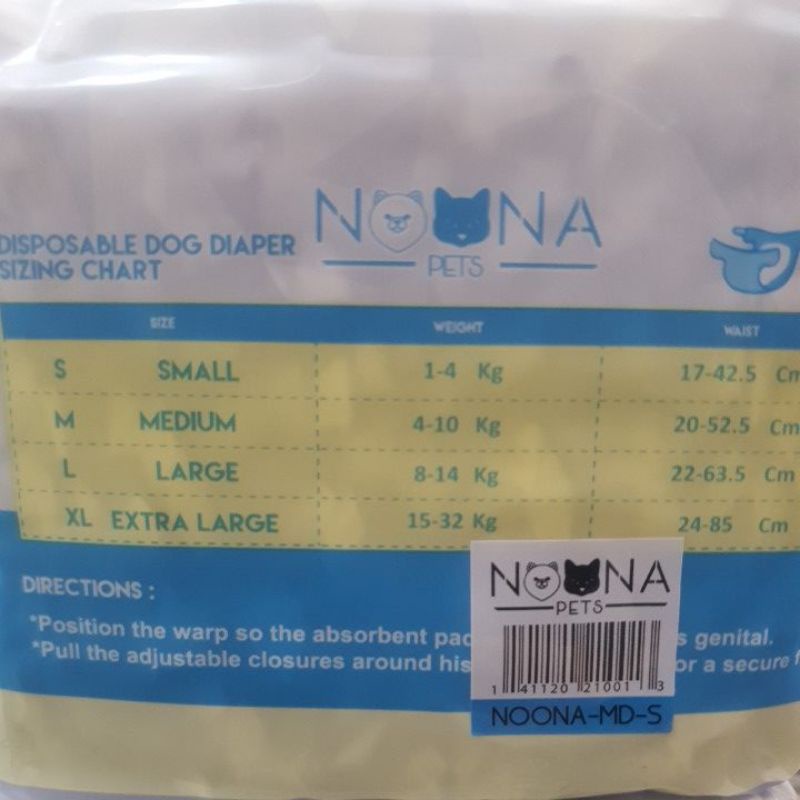 NOONA
PETS
DISPOSABLE DOG DIAPER
SIZING CHART
SIZE WEIGHT WAIST
S SMALL 1-4 Kg 17-42.5 Cm
M MEDIUM 4-10 Kg 20-52.5 Cm
L LARGE 8-14 Kg 22-63.5 Cm
XL EXTRA LARGE 15-32 Kg 24-85 Cm
DIRECTIONS :
*Position the warp so the absorbent pad s genital.
*Pull the adjustable closures around his or a secure f
NOONA
PETS
1 41120 21001 3
NOONA-MD-S